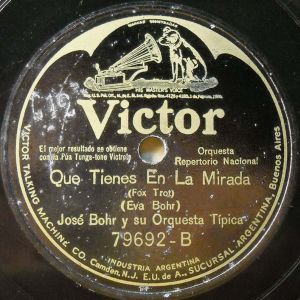 MARCAS REGISTRADAS
HIS MASTER'S VOICE
Victor
El mejor resultado se obtiene
con la Púa Tungs-tone Victrola
Orquesta
Repertorio Nacional
Que Tienes En La Mirada
(Fox Trot)
(Eva Bohr)
José Bohr y su Orquesta Típica
79692-B
INDUSTRIA ARGENTINA
VICTOR TALKING MACHINE CO. Camden, N.J. E.U. de A., SUCURSAL ARGENTINA, Buenos Aires